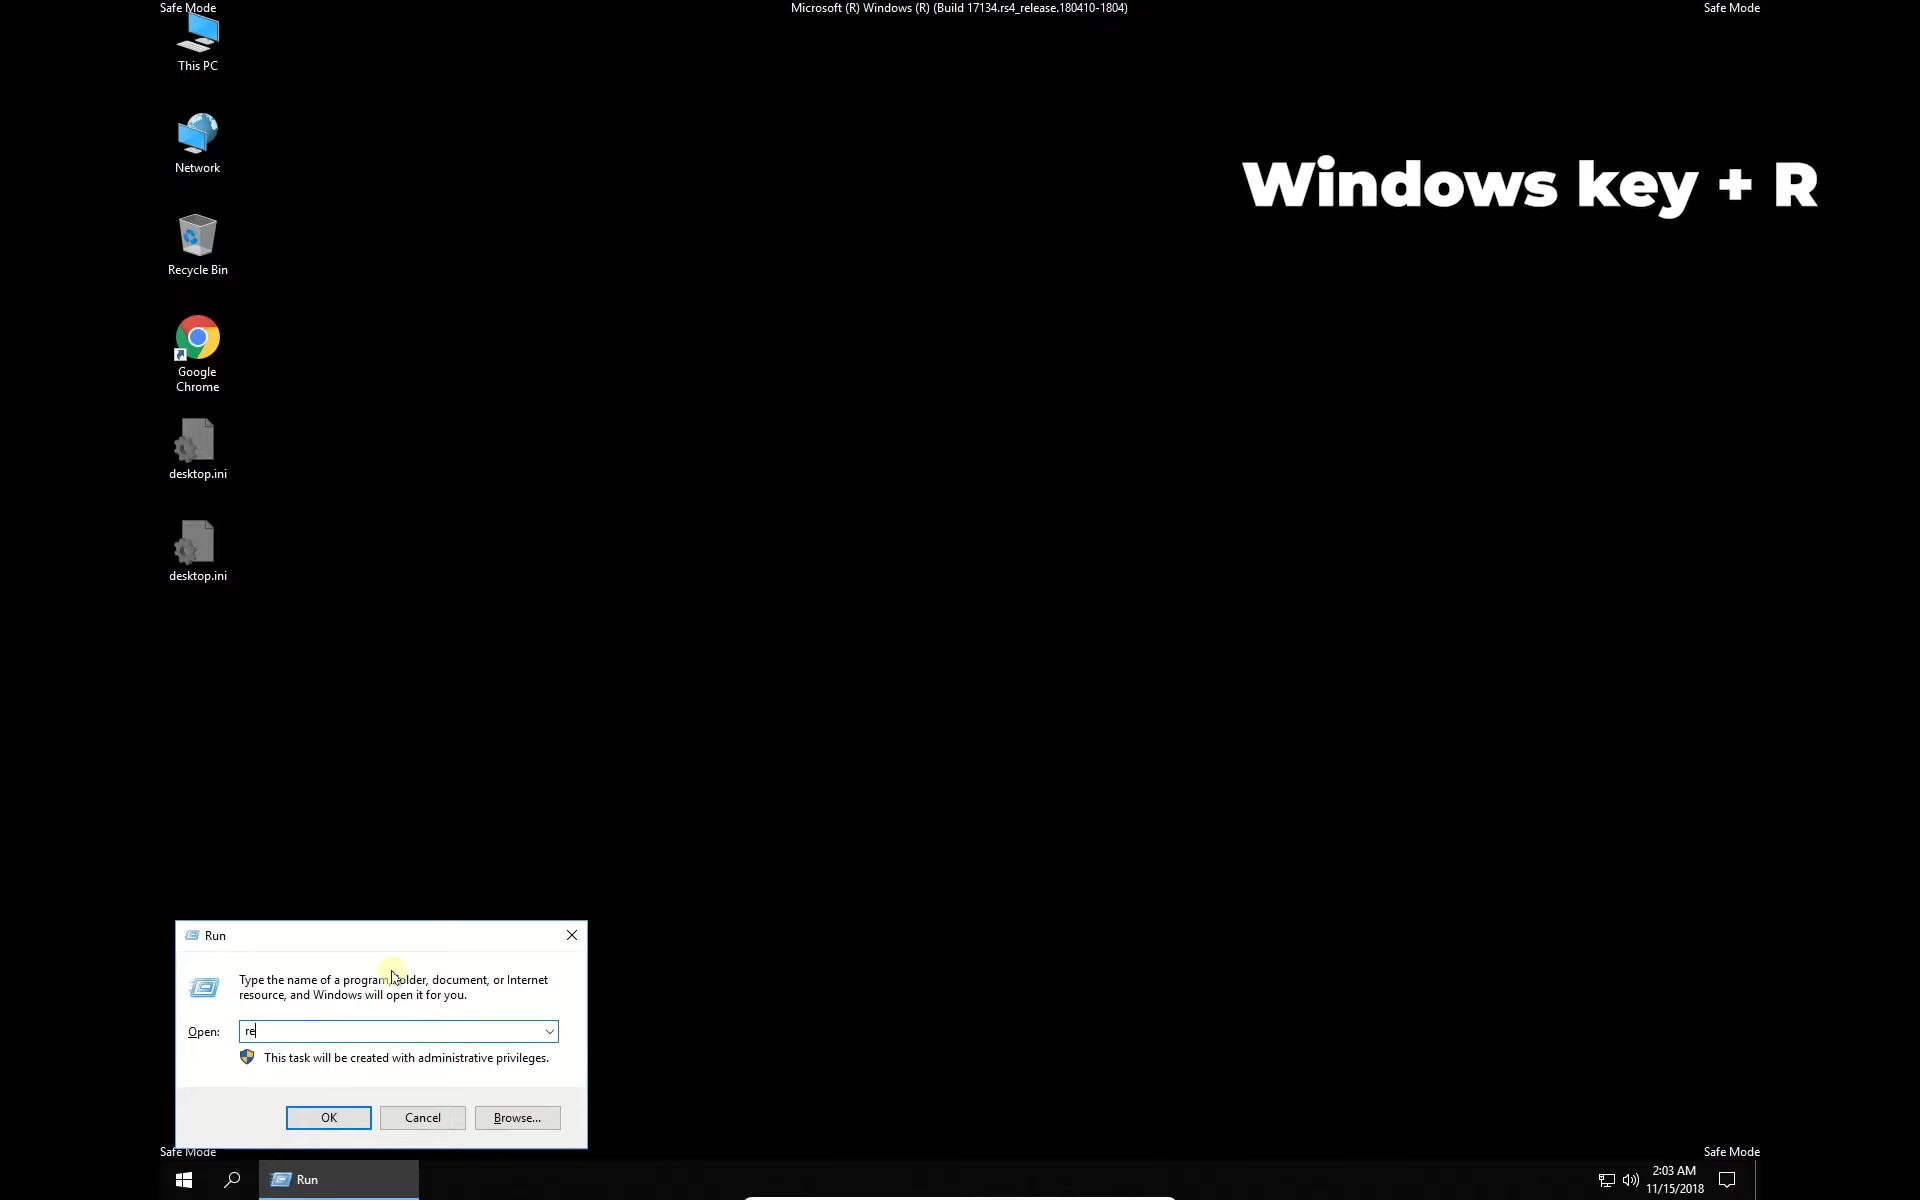 Safe Mode
Microsoft (R) Windows (R) (Build 17134.rs4_release.180410-1804)
Safe Mode
This PC
Network
Windows key + R
Recycle Bin
Google
Chrome
desktop.ini
desktop.ini
Run
Type the name of a program, folder, document, or Internet
resource, and Windows will open it for you.
Open:
re
This task will be created with administrative privileges.
OK
Cancel
Browse...
Safe Mode
Safe Mode
Run
2:03 AM
11/15/2018